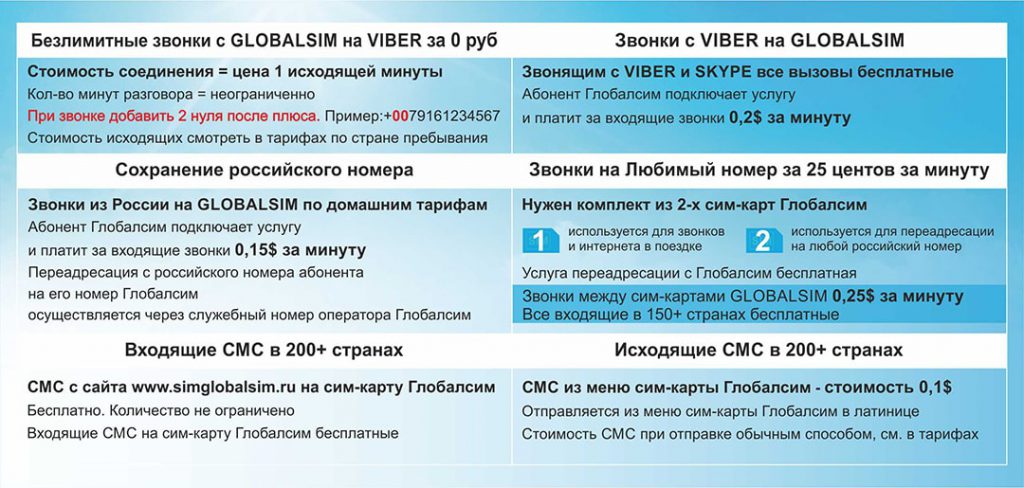 Безлимитные звонки с GLOBALSIM на VIBER за 0 руб
Стоимость соединения = цена 1 исходящей минуты
Кол-во минут разговора = неограниченно
При звонке добавить 2 нуля после плюса. Пример:+0079161234567
Стоимость исходящих смотреть в тарифах по стране пребывания
Звонки с VIBER на GLOBALSIM
Звонящим с VIBER и SKYPE все вызовы бесплатные
Абонент Глобалсим подключает услугу
и платит за входящие звонки 0,2$ за минуту
Сохранение российского номера
Звонки из России на GLOBALSIM по домашним тарифам
Абонент Глобалсим подключает услугу
и платит за входящие звонки 0,15$ за минуту
Переадресация с российского номера абонента
на его номер Глобалсим
осуществляется через служебный номер оператора Глобалсим
Звонки на Любимый номер за 25 центов за минуту
Нужен комплект из 2-х сим-карт Глобалсим
1 используется для звонков
и интернета в поездке
2 используется для переадресации
на любой российский номер
Услуга переадресации с Глобалсим бесплатная
Звонки между сим-картами GLOBALSIM 0,25$ за минуту
Все входящие в 150+ странах бесплатные
Входящие СМС в 200+ странах
СМС с сайта www.simglobalsim.ru на сим-карту Глобалсим
Бесплатно. Количество не ограничено
Входящие СМС на сим-карту Глобалсим бесплатные
Исходящие СМС в 200+ странах
СМС из меню сим-карты Глобалсим - стоимость 0,1$
Отправляется из меню сим-карты Глобалсим в латинице
Стоимость СМС при отправке обычным способом, см. в тарифах